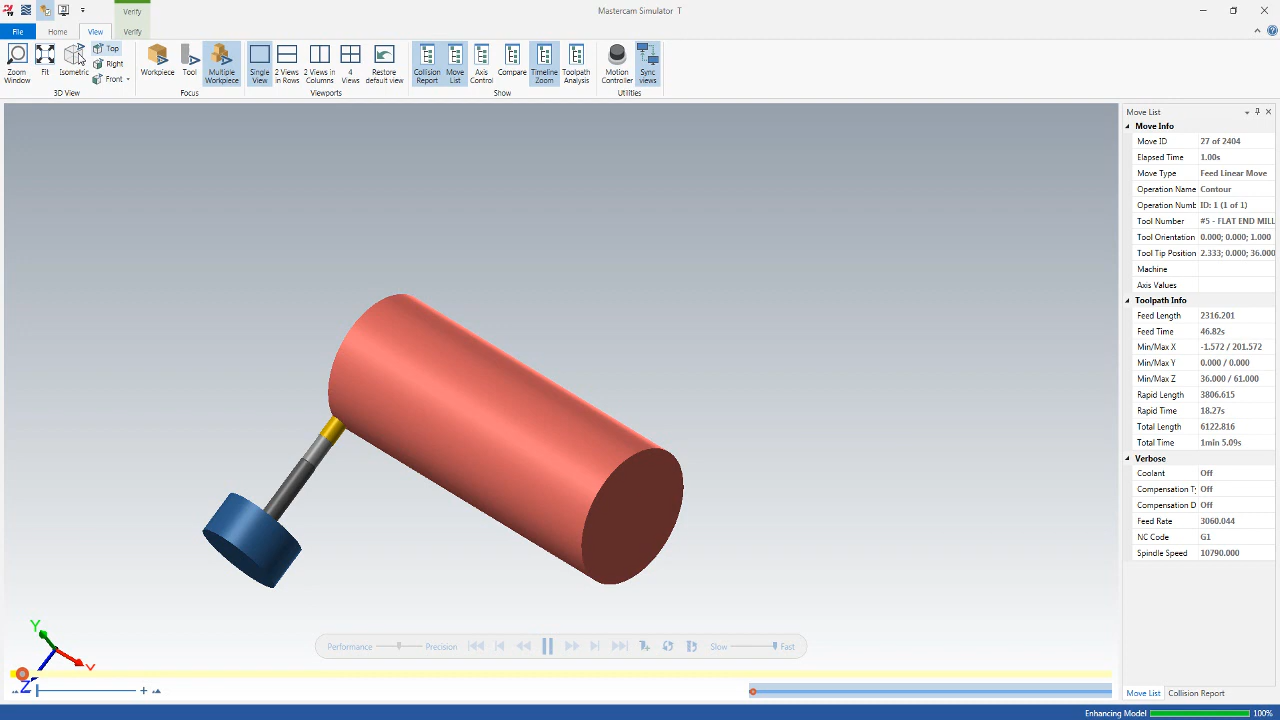 Mastercam Simulator T
Verify
File
Home
View
Verify
Zoom Window
Fit
Isometric
Top
Right
Front
3D View
Workpiece
Tool
Multiple Workpiece
Focus
Single View
2 Views in Rows
2 Views in Columns
4 Views
Restore default view
Viewports
Collision Report
Move List
Axis Control
Compare
Timeline Zoom
Toolpath Analysis
Show
Motion Controller
Sync views
Utilities
Move List
Move Info
Move ID 27 of 2404
Elapsed Time 1.00s
Move Type Feed Linear Move
Operation Name Contour
Operation Numb ID: 1 (1 of 1)
Tool Number #5 - FLAT END MILL
Tool Orientation 0.000; 0.000; 1.000
Tool Tip Position 2.333; 0.000; 36.000
Machine
Axis Values
Toolpath Info
Feed Length 2316.201
Feed Time 46.82s
Min/Max X -1.572 / 201.572
Min/Max Y 0.000 / 0.000
Min/Max Z 36.000 / 61.000
Rapid Length 3806.615
Rapid Time 18.27s
Total Length 6122.816
Total Time 1min 5.09s
Verbose
Coolant Off
Compensation Ty Off
Compensation D Off
Feed Rate 3060.044
NC Code G1
Spindle Speed 10790.000
Performance
Precision
Slow
Fast
Y
Z
Move List
Collision Report
Enhancing Model
100%